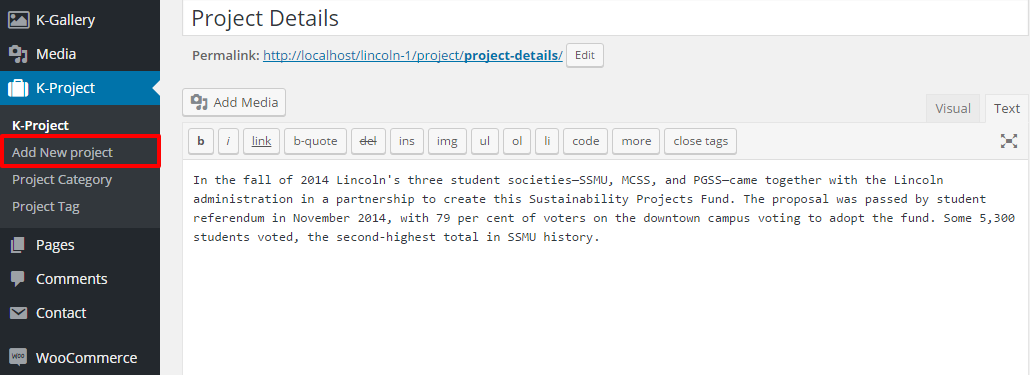 K-Gallery
Media
K-Project
K-Project
Add New project
Project Category
Project Tag
Pages
Comments
Contact
WOO
WooCommerce
Project Details
Permalink: http://localhost/lincoln-1/project/project-details/ Edit
Add Media
Visual Text
b i link b-quote del ins img ul ol li code more close tags
In the fall of 2014 Lincoln's three student societies—SSMU, MCSS, and PGSS—came together with the Lincoln
administration in a partnership to create this Sustainability Projects Fund. The proposal was passed by student
referendum in November 2014, with 79 per cent of voters on the downtown campus voting to adopt the fund. Some 5,300
students voted, the second-highest total in SSMU history.